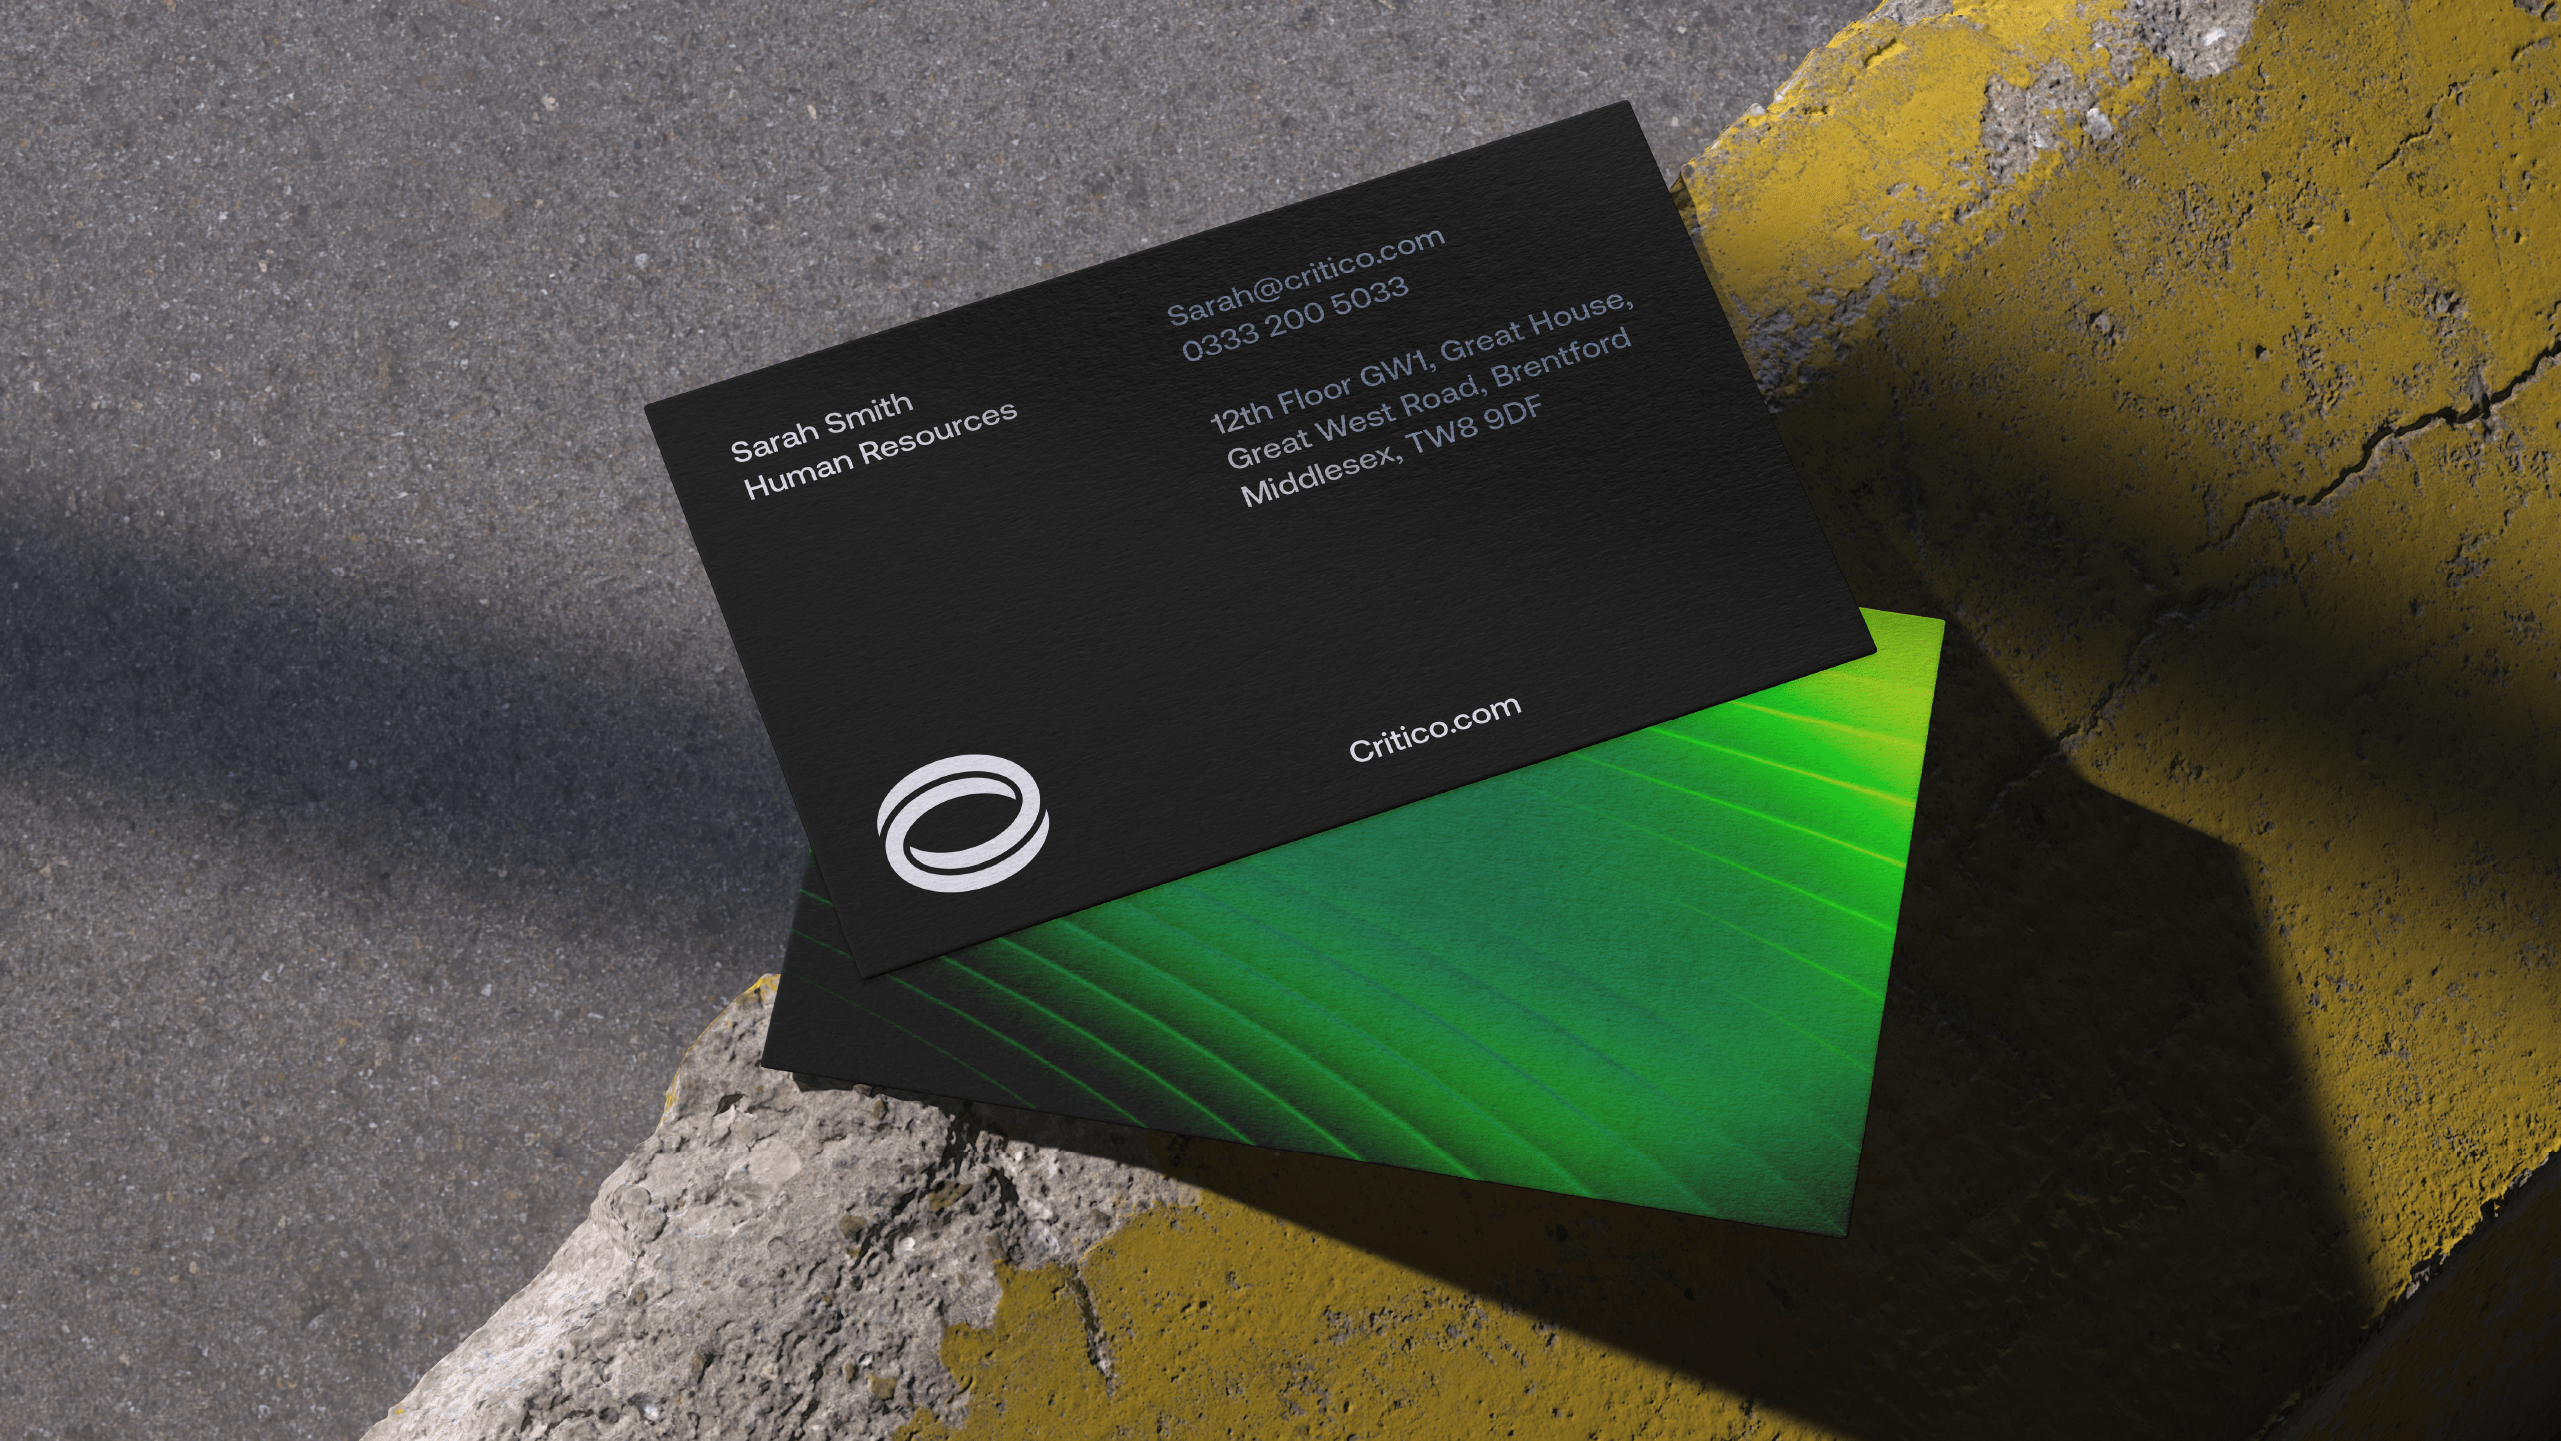 Sarah Smith
Human Resources
Sarah@critico.com
0333 200 5033
12th Floor GW1, Great House,
Great West Road, Brentford
Middlesex, TW8 9DF
Critico.com